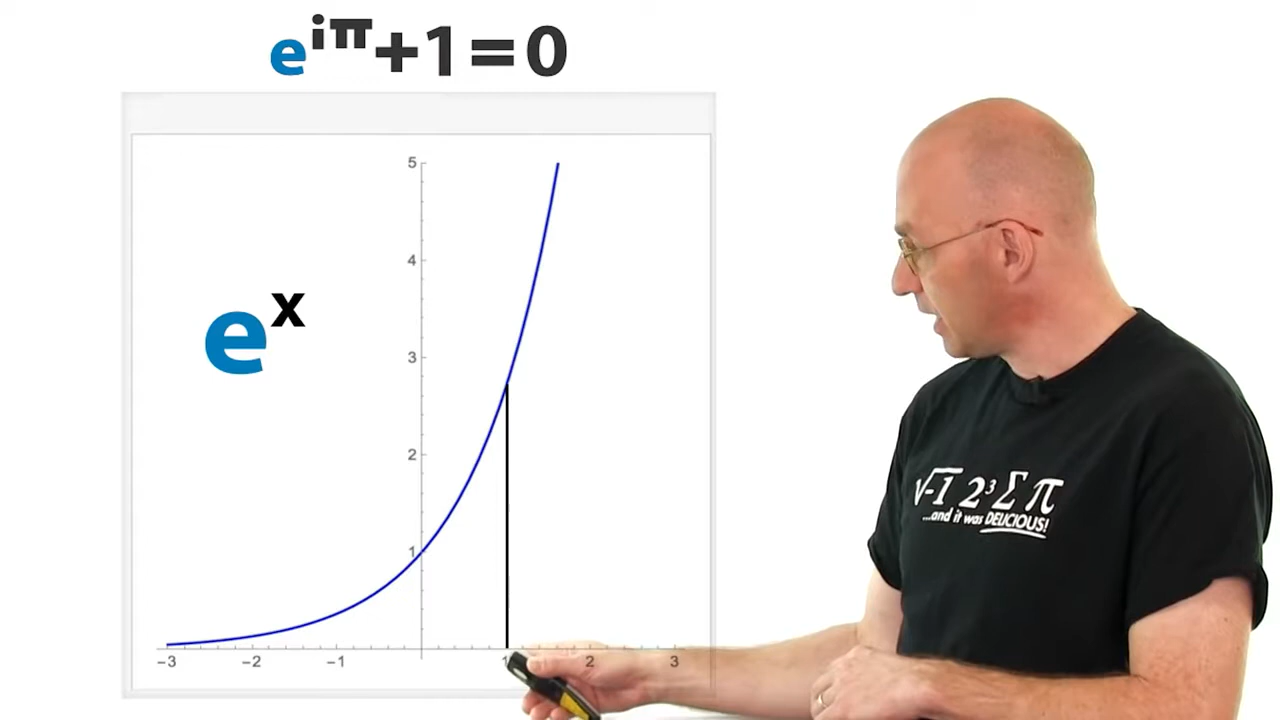 e^{iπ}+1=0
5
4
e^x
3
2
1
-3 -2 -1 1 2 3
√-1 2³ Σ π
...and it was DELICIOUS!